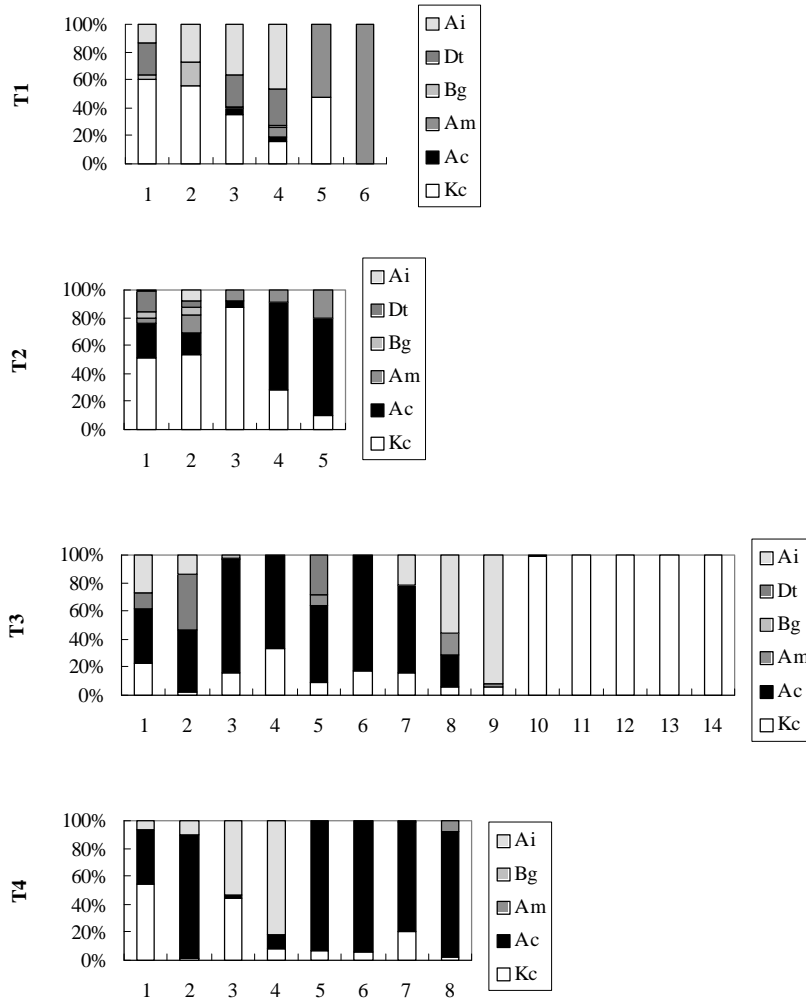 T1
100%
80%
60%
40%
20%
0%
1 2 3 4 5 6
Ai
Dt
Bg
Am
Ac
Kc
T2
100%
80%
60%
40%
20%
0%
1 2 3 4 5
Ai
Dt
Bg
Am
Ac
Kc
T3
100%
80%
60%
40%
20%
0%
1 2 3 4 5 6 7 8 9 10 11 12 13 14
Ai
Dt
Bg
Am
Ac
Kc
T4
100%
80%
60%
40%
20%
0%
1 2 3 4 5 6 7 8
Ai
Bg
Am
Ac
Kc